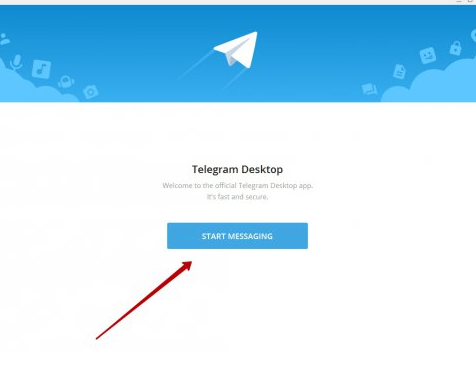 Telegram Desktop
Welcome to the official Telegram Desktop app.
It's fast and secure.
START MESSAGING